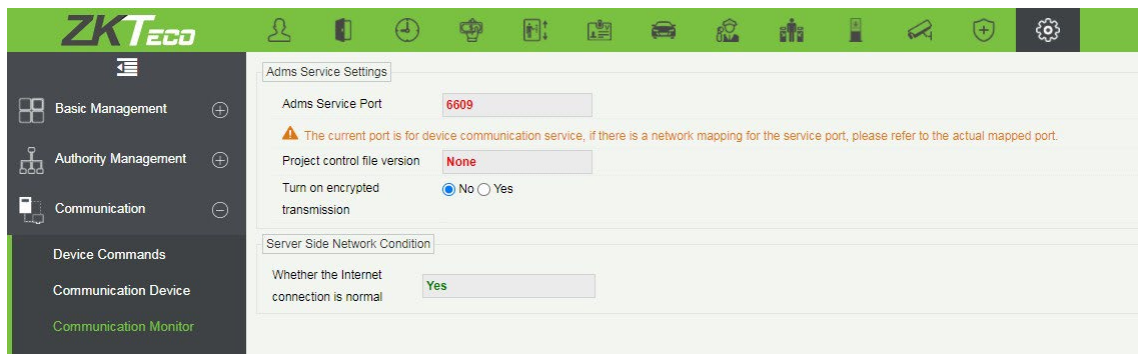 ZKTECO
Adms Service Settings
Basic Management
Adms Service Port 6609
The current port is for device communication service, if there is a network mapping for the service port, please refer to the actual mapped port.
Authority Management
Project control file version None
Turn on encrypted
transmission
No Yes
Communication
Server Side Network Condition
Device Commands
Whether the Internet
connection is normal
Yes
Communication Device
Communication Monitor